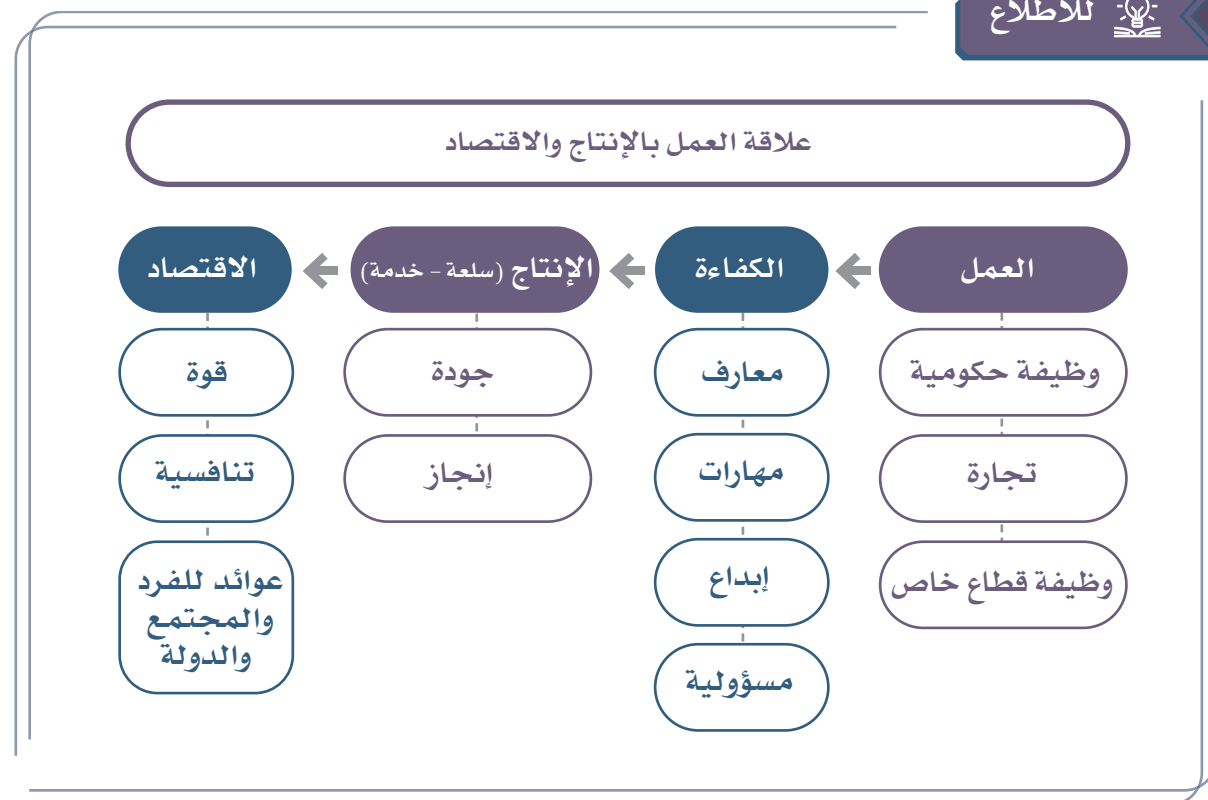 للاطلاع
علاقة العمل بالإنتاج والاقتصاد
العمل
وظيفة حكومية
تجارة
وظيفة قطاع خاص
الكفاءة
معارف
مهارات
إبداع
مسؤولية
الإنتاج (سلعة - خدمة)
جودة
إنجاز
الاقتصاد
قوة
تنافسية
عوائد للفرد
والمجتمع
والدولة